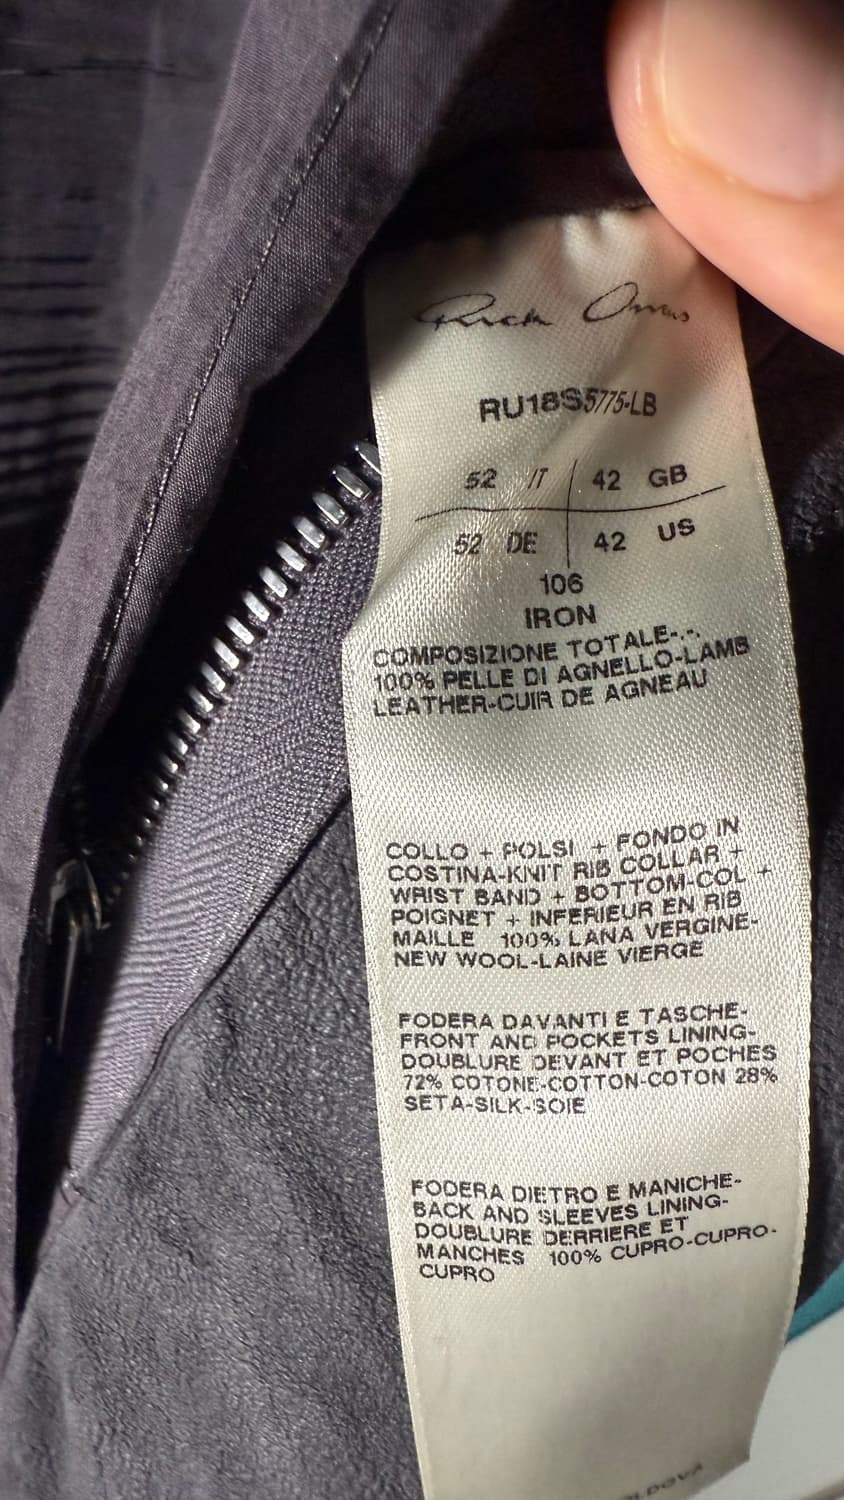 Rick Owens
RU18S5775-LB
52 IT 42 GB
52 DE 42 US
106
IRON
COMPOSIZIONE TOTALE-.-.
100% PELLE DI AGNELLO-LAMB
LEATHER-CUIR DE AGNEAU
COLLO + POLSI + FONDO IN
COSTINA-KNIT RIB COLLAR +
WRIST BAND + BOTTOM-COL +
POIGNET + INFERIEUR EN RIB
MAILLE 100% LANA VERGINE-
NEW WOOL-LAINE VIERGE
FODERA DAVANTI E TASCHE-
FRONT AND POCKETS LINING-
DOUBLURE DEVANT ET POCHES
72% COTONE-COTTON-COTON 28%
SETA-SILK-SOIE
FODERA DIETRO E MANICHE-
BACK AND SLEEVES LINING-
DOUBLURE DERRIERE ET
MANCHES 100% CUPRO-CUPRO-
CUPRO